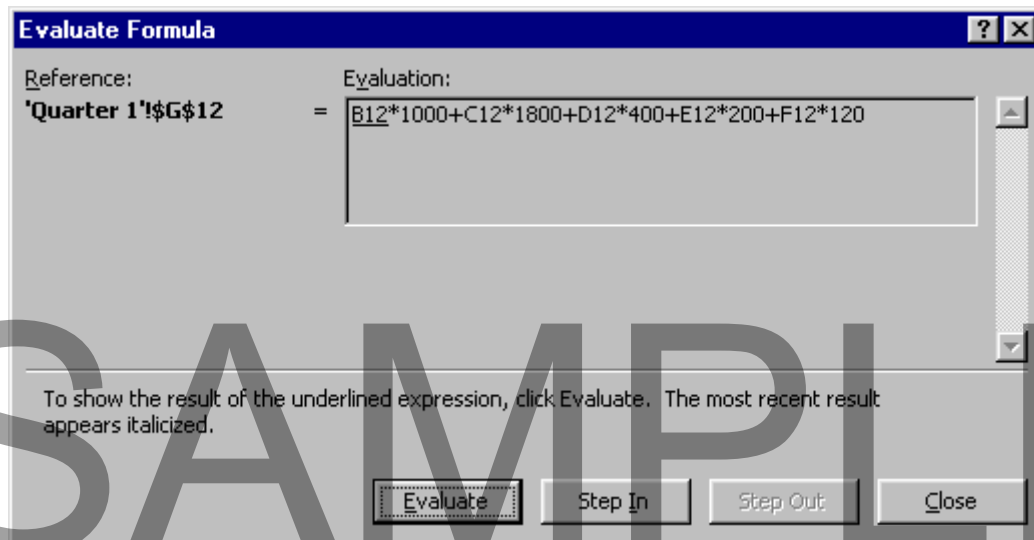 Evaluate Formula
? X
Reference:
Evaluation:
'Quarter 1'!$G$12 = B12*1000+C12*1800+D12*400+E12*200+F12*120
To show the result of the underlined expression, click Evaluate. The most recent result
appears italicized.
Evaluate Step In Step Out Close
SAMPL